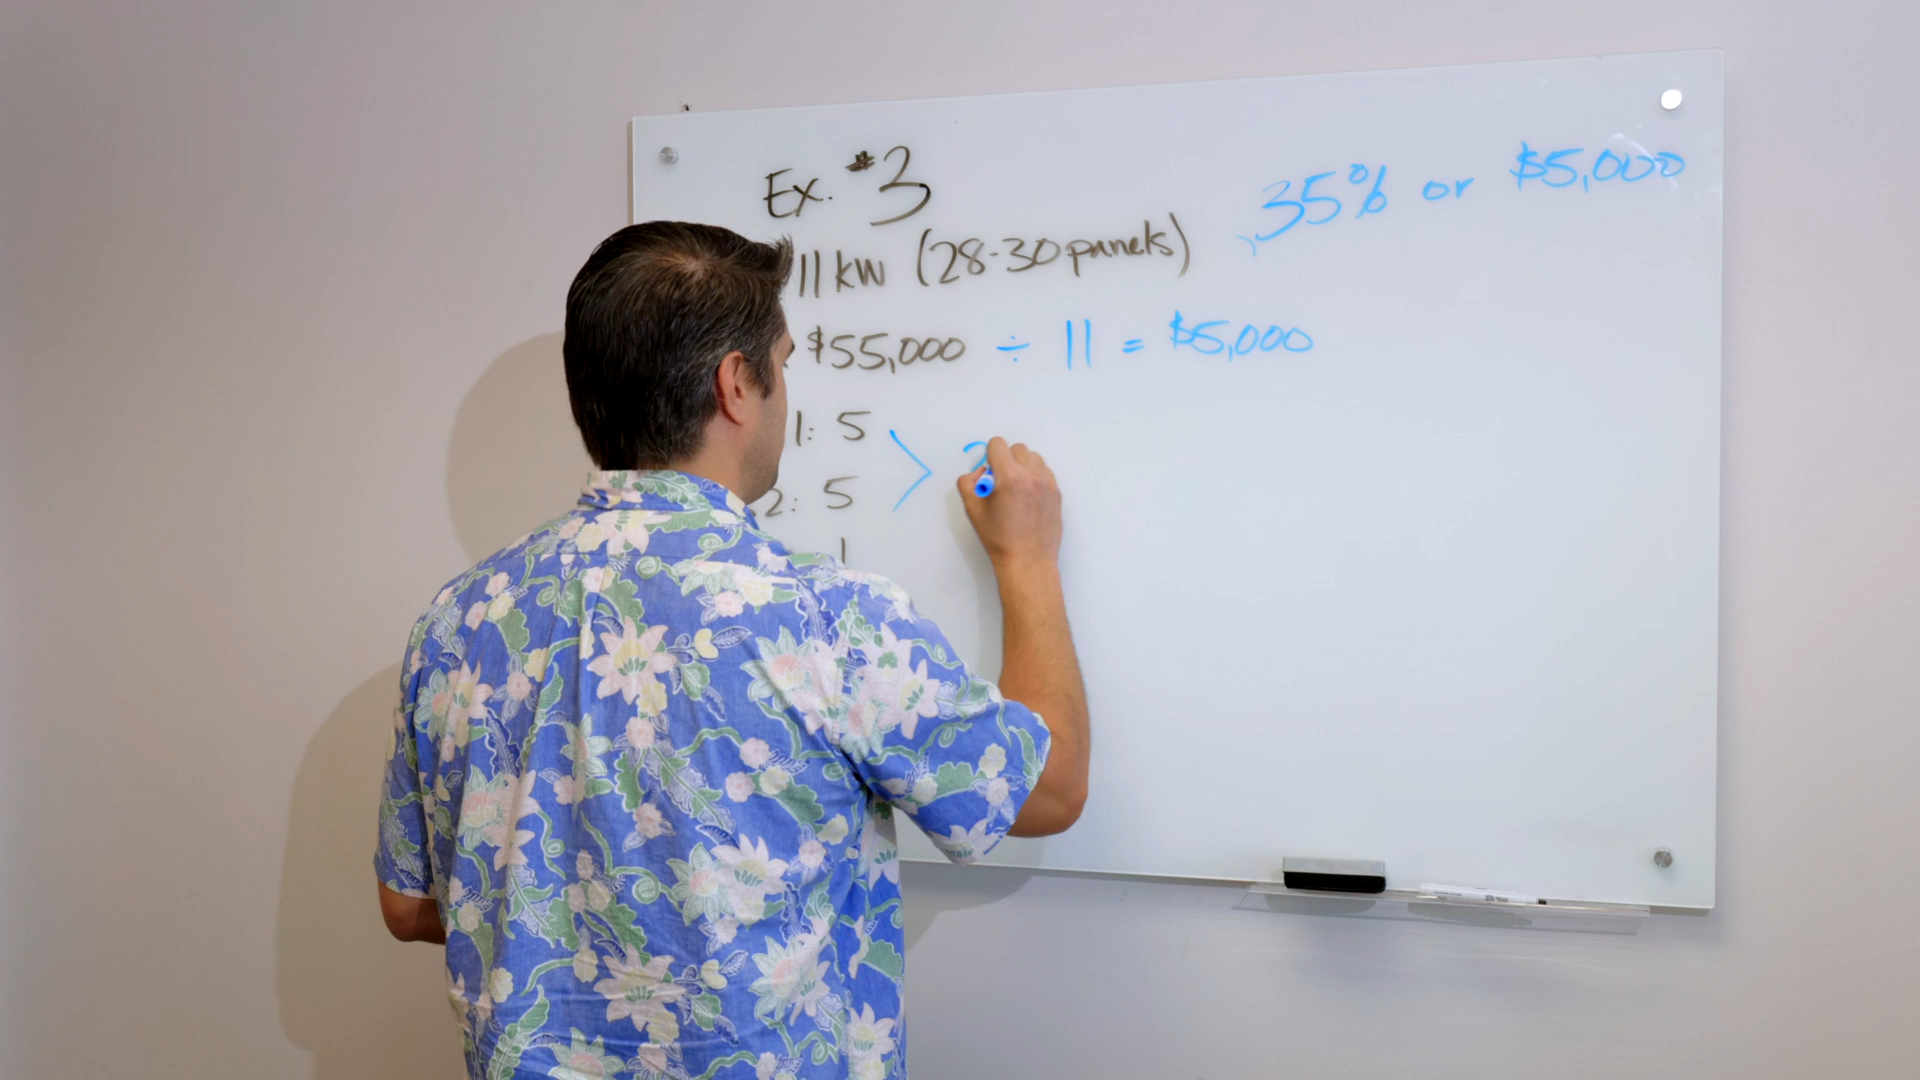 Ex. #3
35% or $5,000
11 kW (28-30 panels)
$55,000 ÷ 11 = $5,000
1: 5
2: 5
1